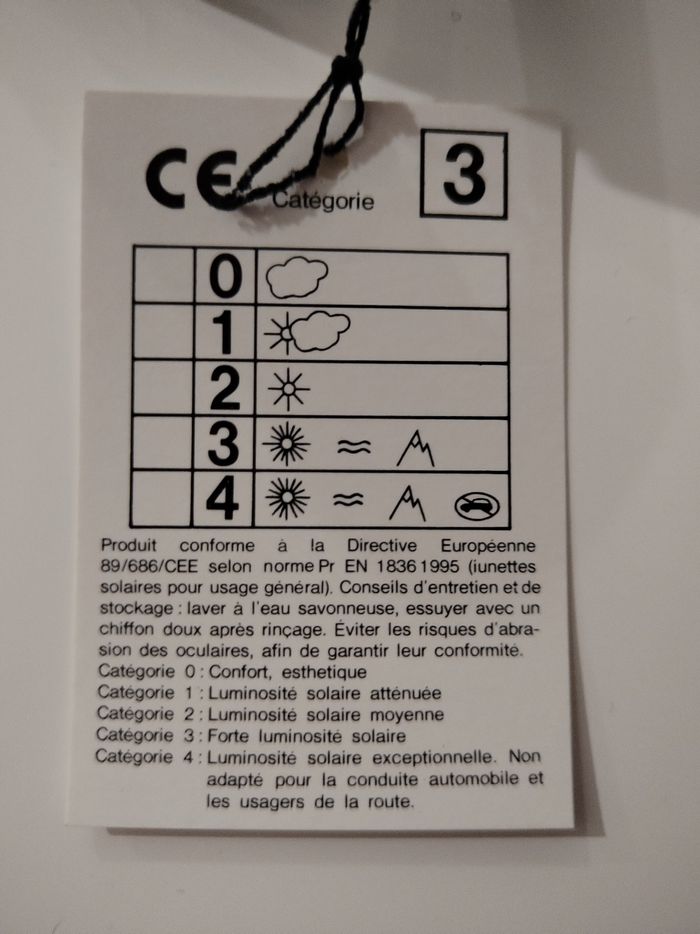 CE Catégorie 3
0
1
2
3
4
Produit conforme à la Directive Européenne
89/686/CEE selon norme Pr EN 1836 1995 (iunettes
solaires pour usage général). Conseils d'entretien et de
stockage : laver à l'eau savonneuse, essuyer avec un
chiffon doux après rinçage. Éviter les risques d'abra-
sion des oculaires, afin de garantir leur conformité.
Catégorie 0 : Confort, esthetique
Catégorie 1 : Luminosité solaire atténuée
Catégorie 2 : Luminosité solaire moyenne
Catégorie 3 : Forte luminosité solaire
Catégorie 4 : Luminosité solaire exceptionnelle. Non
adapté pour la conduite automobile et
les usagers de la route.